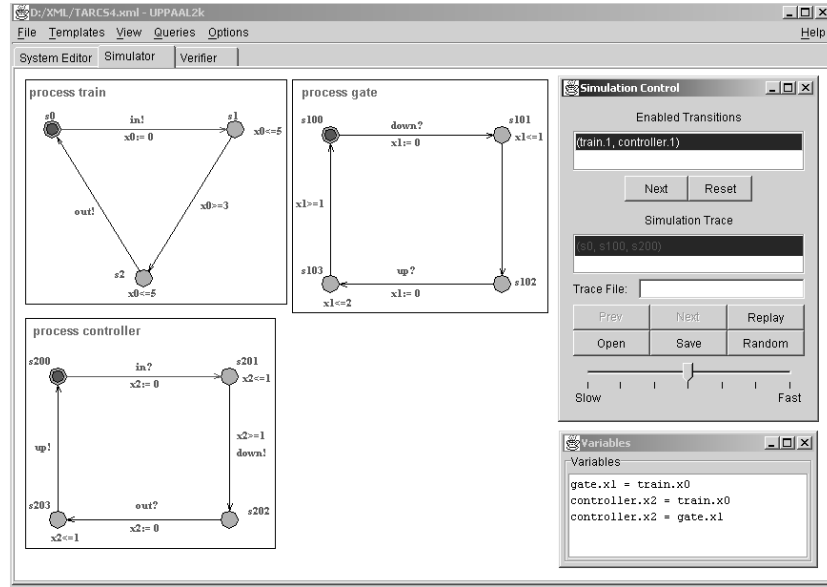 D:/XML/TARC54.xml - UPPAAL2k
File Templates View Queries Options Help
System Editor Simulator Verifier
process train
s0
in!
x0:= 0
s1
x0<=5
out!
x0>=3
s2
x0<=5
process gate
s100
down?
x1:= 0
s101
x1<=1
x1>=1
s103
up?
x1:= 0
s102
x1<=2
process controller
s200
in?
x2:= 0
s201
x2<=1
up!
x2>=1
down!
s203
out?
x2:= 0
s202
x2<=1
Simulation Control
Enabled Transitions
(train.1, controller.1)
Next Reset
Simulation Trace
(s0, s100, s200)
Trace File:
Prev Next Replay
Open Save Random
Slow Fast
Variables
Variables
gate.x1 = train.x0
controller.x2 = train.x0
controller.x2 = gate.x1